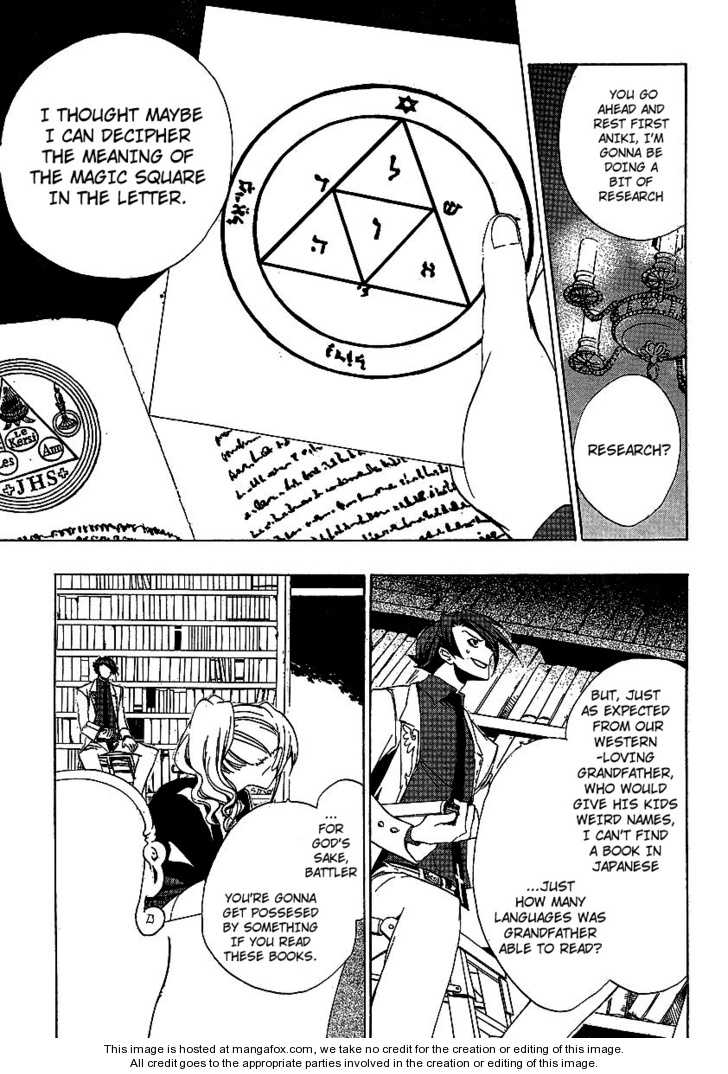 YOU GO
AHEAD AND
REST FIRST
ANIKI, I'M
GONNA BE
DOING A
BIT OF
RESEARCH
RESEARCH?
I THOUGHT MAYBE
I CAN DECIPHER
THE MEANING OF
THE MAGIC SQUARE
IN THE LETTER.
Le
Kersi
Les
Ann
JHS
BUT, JUST
AS EXPECTED
FROM OUR
WESTERN
-LOVING
GRANDFATHER,
WHO WOULD
GIVE HIS KIDS
WEIRD NAMES,
I CAN'T FIND
A BOOK IN
JAPANESE
...JUST
HOW MANY
LANGUAGES WAS
GRANDFATHER
ABLE TO READ?
...
FOR
GOD'S
SAKE,
BATTLER
YOU'RE GONNA
GET POSSESED
BY SOMETHING
IF YOU READ
THESE BOOKS.
This image is hosted at mangafox.com, we take no credit for the creation or editing of this image.
All credit goes to the appropriate parties involved in the creation or editing of this image.